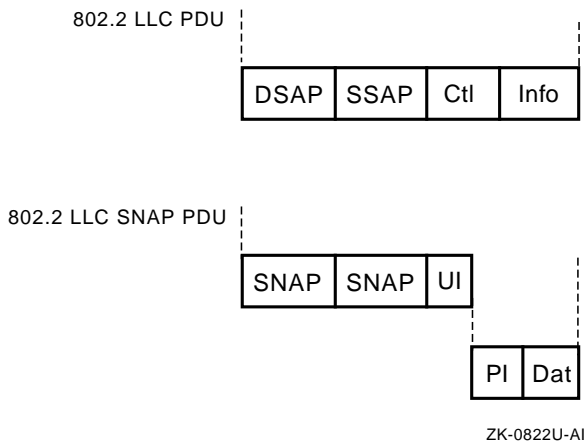 802.2 LLC PDU
DSAP SSAP Ctl Info
802.2 LLC SNAP PDU
SNAP SNAP UI
PI Dat
ZK-0822U-AI